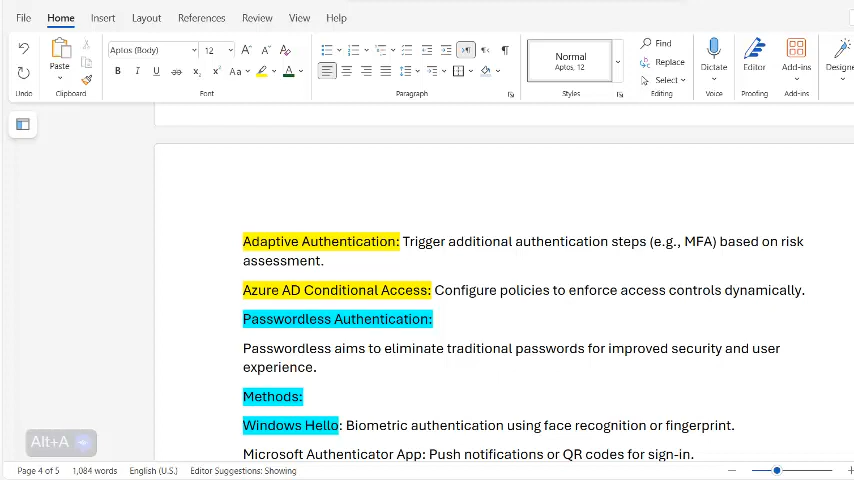 File Home Insert Layout References Review View Help
Aptos (Body) 12 Find
Paste Normal Replace Dictate Editor Add-ins Designe
B I U ab x₂ x² Aa A Aptos, 12 Select
Undo Clipboard Font Paragraph Styles Editing Voice Proofing Add-ins
Adaptive Authentication: Trigger additional authentication steps (e.g., MFA) based on risk
assessment.
Azure AD Conditional Access: Configure policies to enforce access controls dynamically.
Passwordless Authentication:
Passwordless aims to eliminate traditional passwords for improved security and user
experience.
Methods:
Windows Hello: Biometric authentication using face recognition or fingerprint.
Alt+A
Microsoft Authenticator App: Push notifications or QR codes for sign-in.
Page 4 of 5 1,084 words English (U.S.) Editor Suggestions: Showing